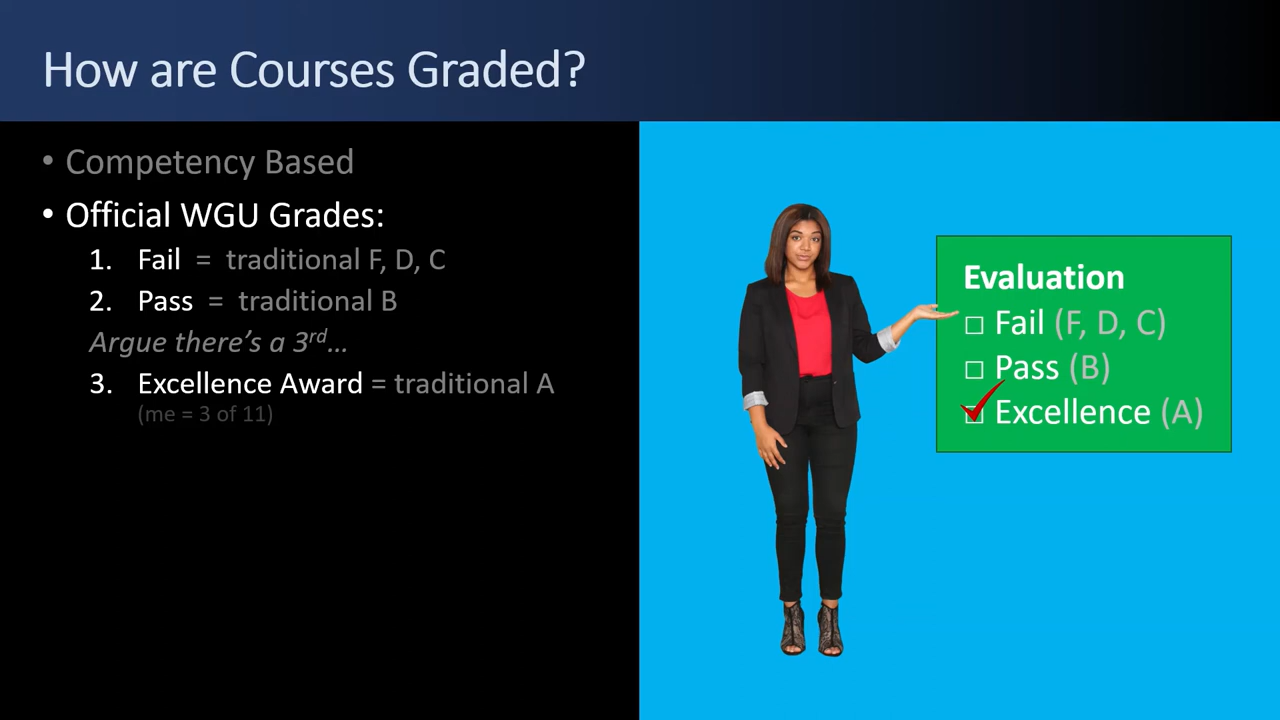 How are Courses Graded?
• Competency Based
• Official WGU Grades:
1. Fail = traditional F, D, C
2. Pass = traditional B
Argue there's a 3rd...
3. Excellence Award = traditional A
(me = 3 of 11)
Evaluation
□ Fail (F, D, C)
□ Pass (B)
□ Excellence (A)